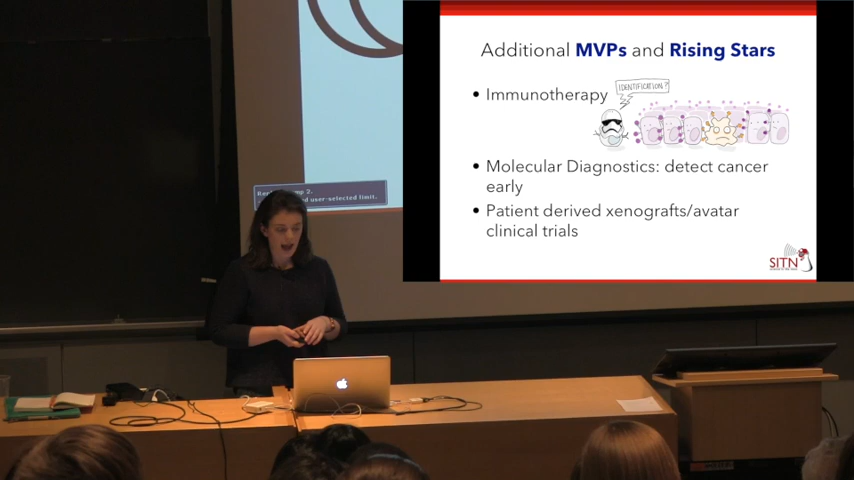 Additional MVPs and Rising Stars
• Immunotherapy
IDENTIFICATION?
• Molecular Diagnostics: detect cancer
early
• Patient derived xenografts/avatar
clinical trials
SITN
user-selected limit.